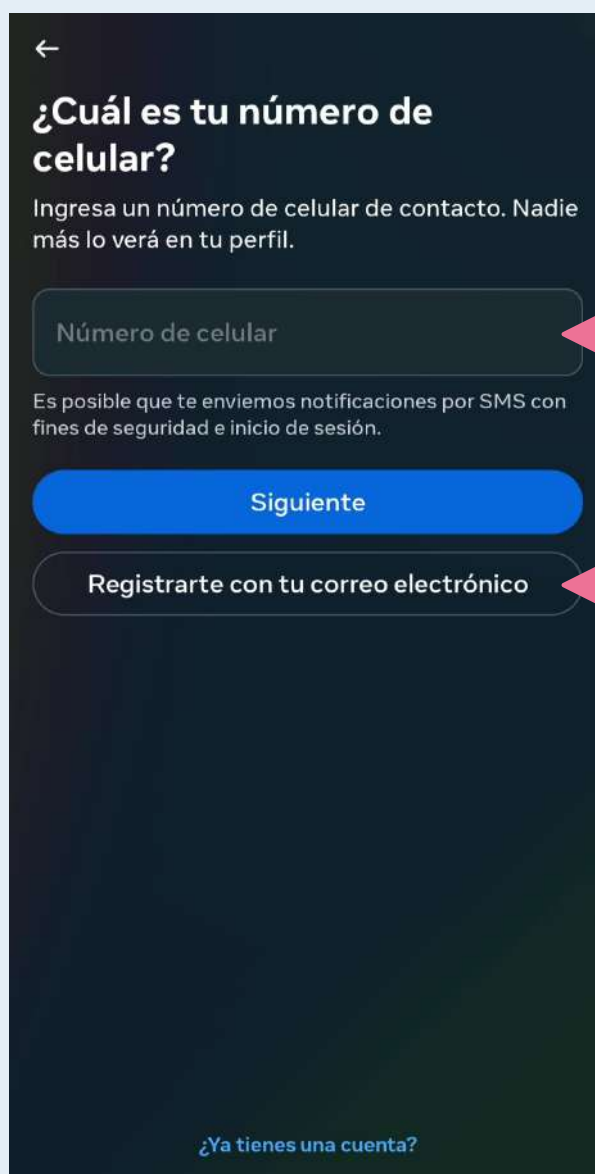 ¿Cuál es tu número de
celular?
Ingresa un número de celular de contacto. Nadie
más lo verá en tu perfil.
Número de celular
Es posible que te enviemos notificaciones por SMS con
fines de seguridad e inicio de sesión.
Siguiente
Registrarte con tu correo electrónico
¿Ya tienes una cuenta?